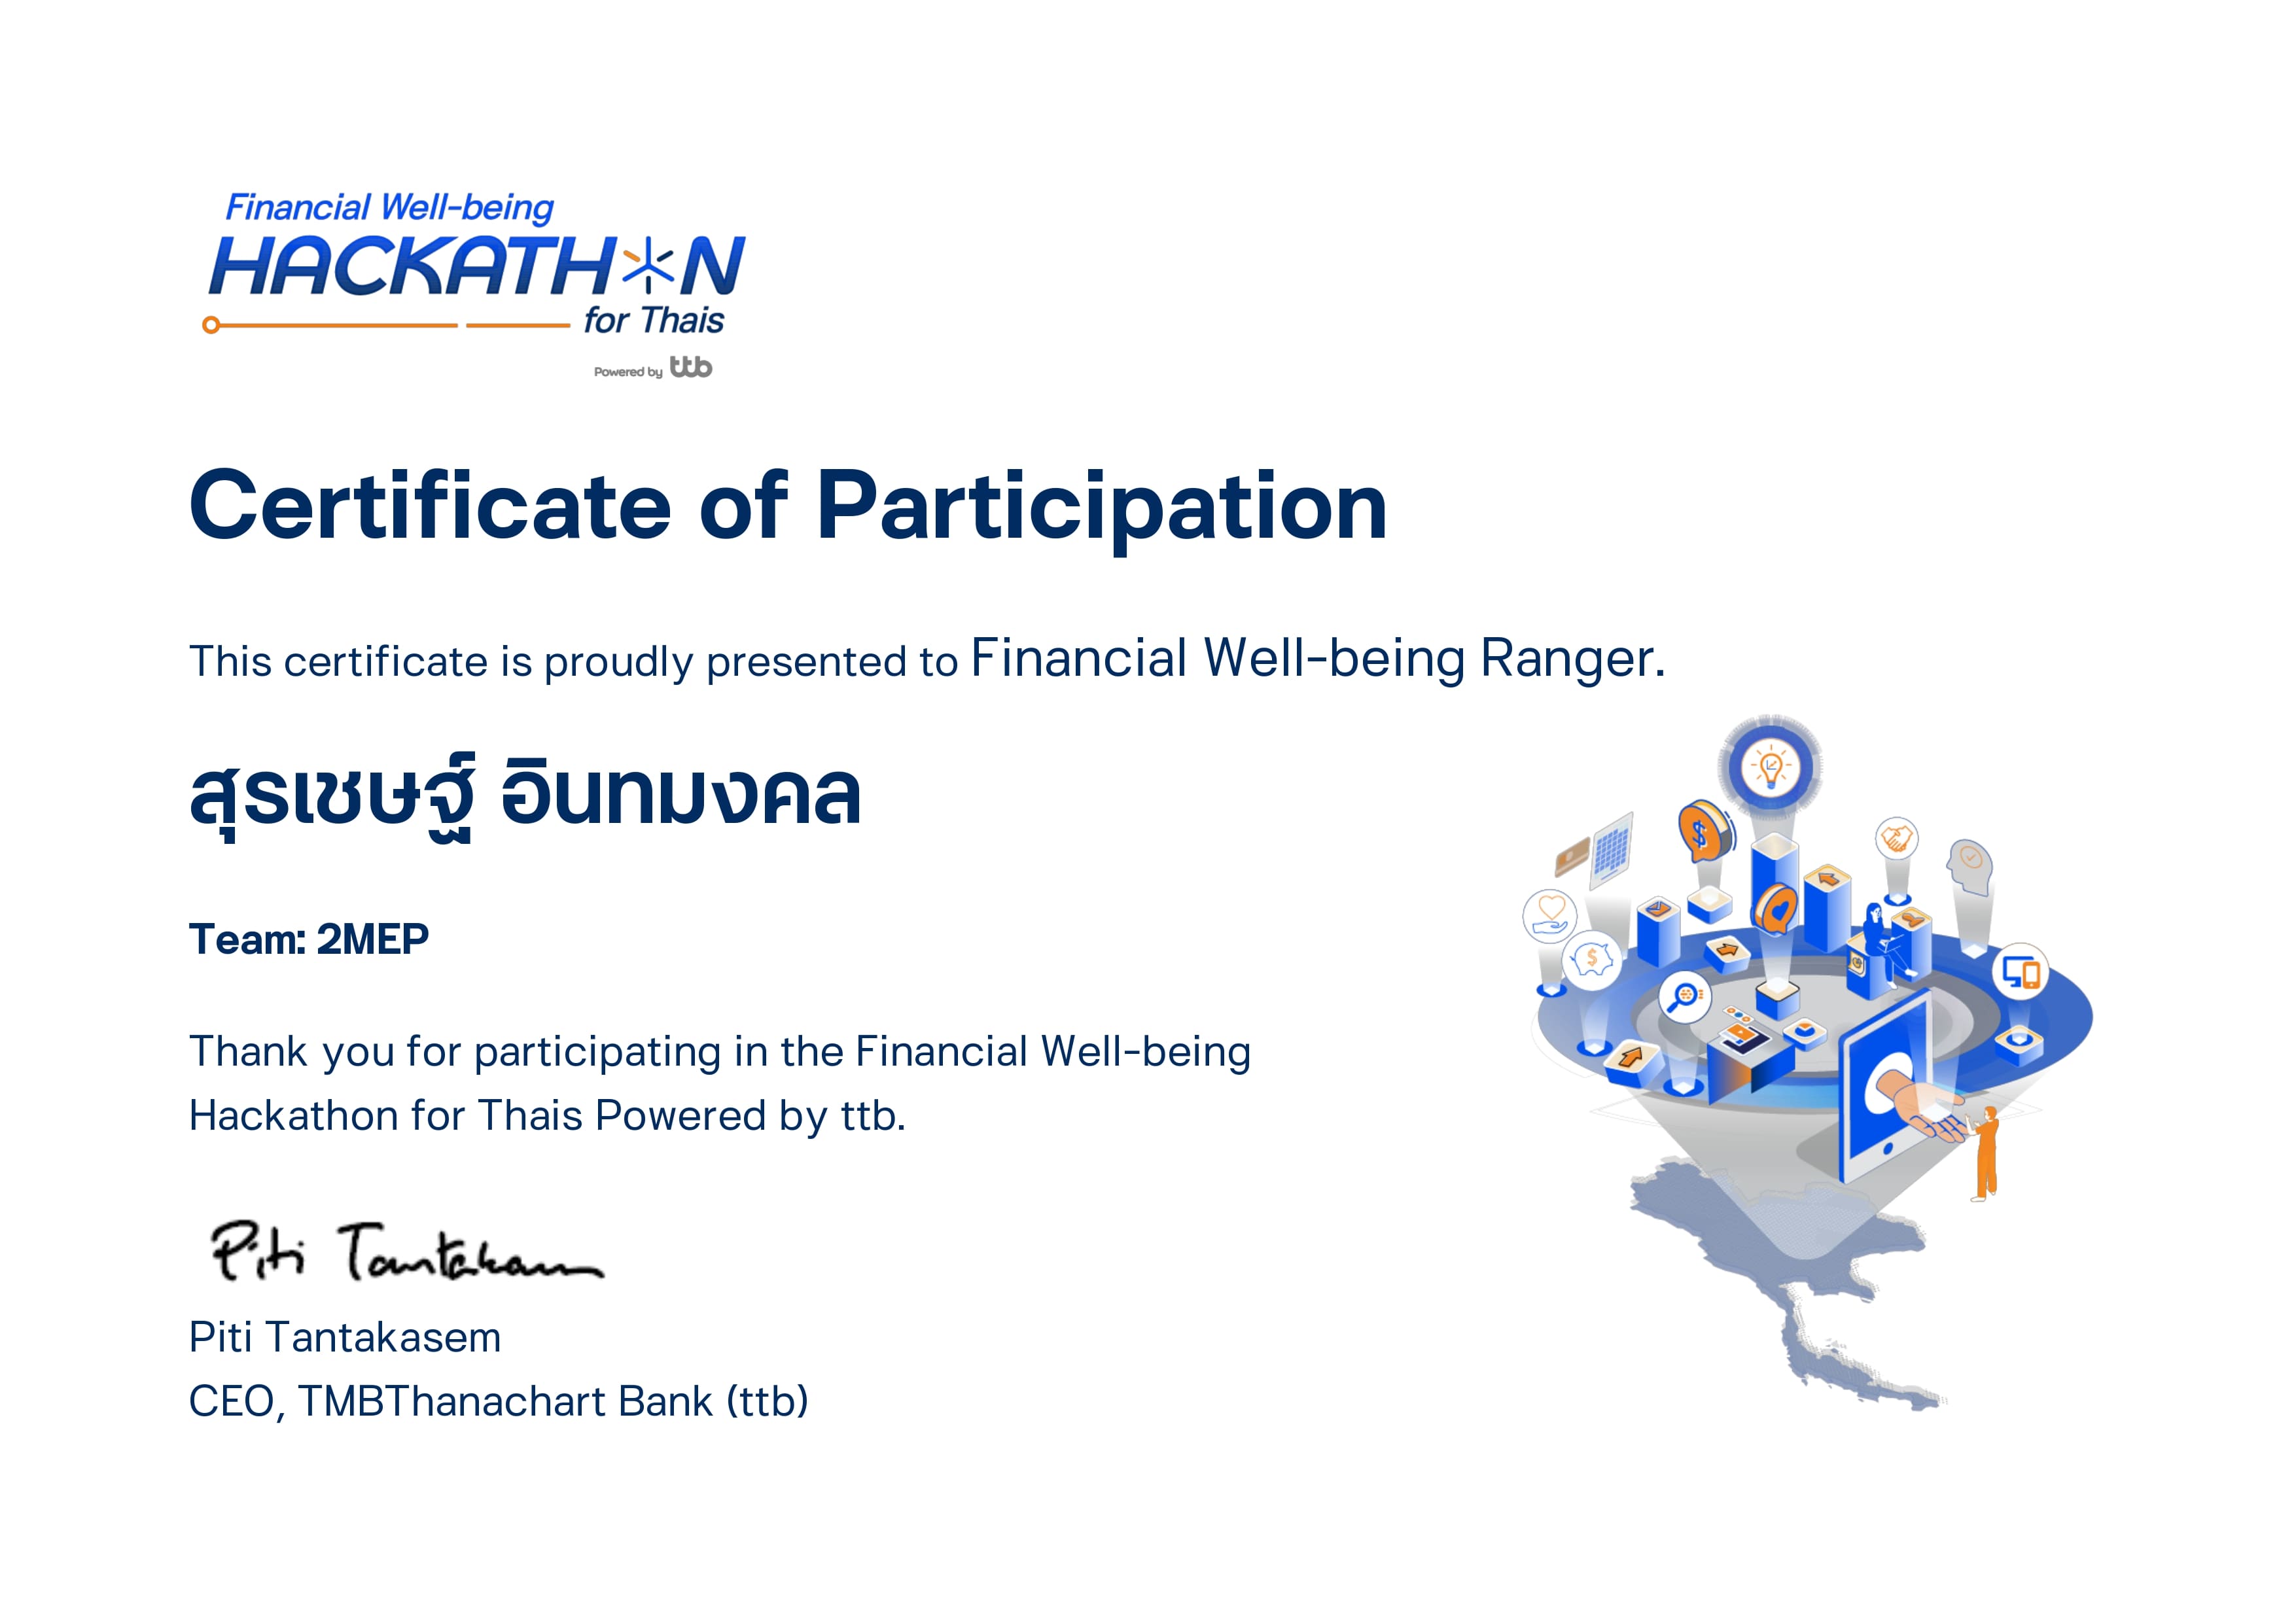 Financial Well-being
HACKATHON
for Thais
Powered by ttb
Certificate of Participation
This certificate is proudly presented to Financial Well-being Ranger.
สุรเชษฐ์ อินทมงคล
Team: 2MEP
Thank you for participating in the Financial Well-being
Hackathon for Thais Powered by ttb.
Piti Tantakasem
Piti Tantakasem
CEO, TMBThanachart Bank (ttb)